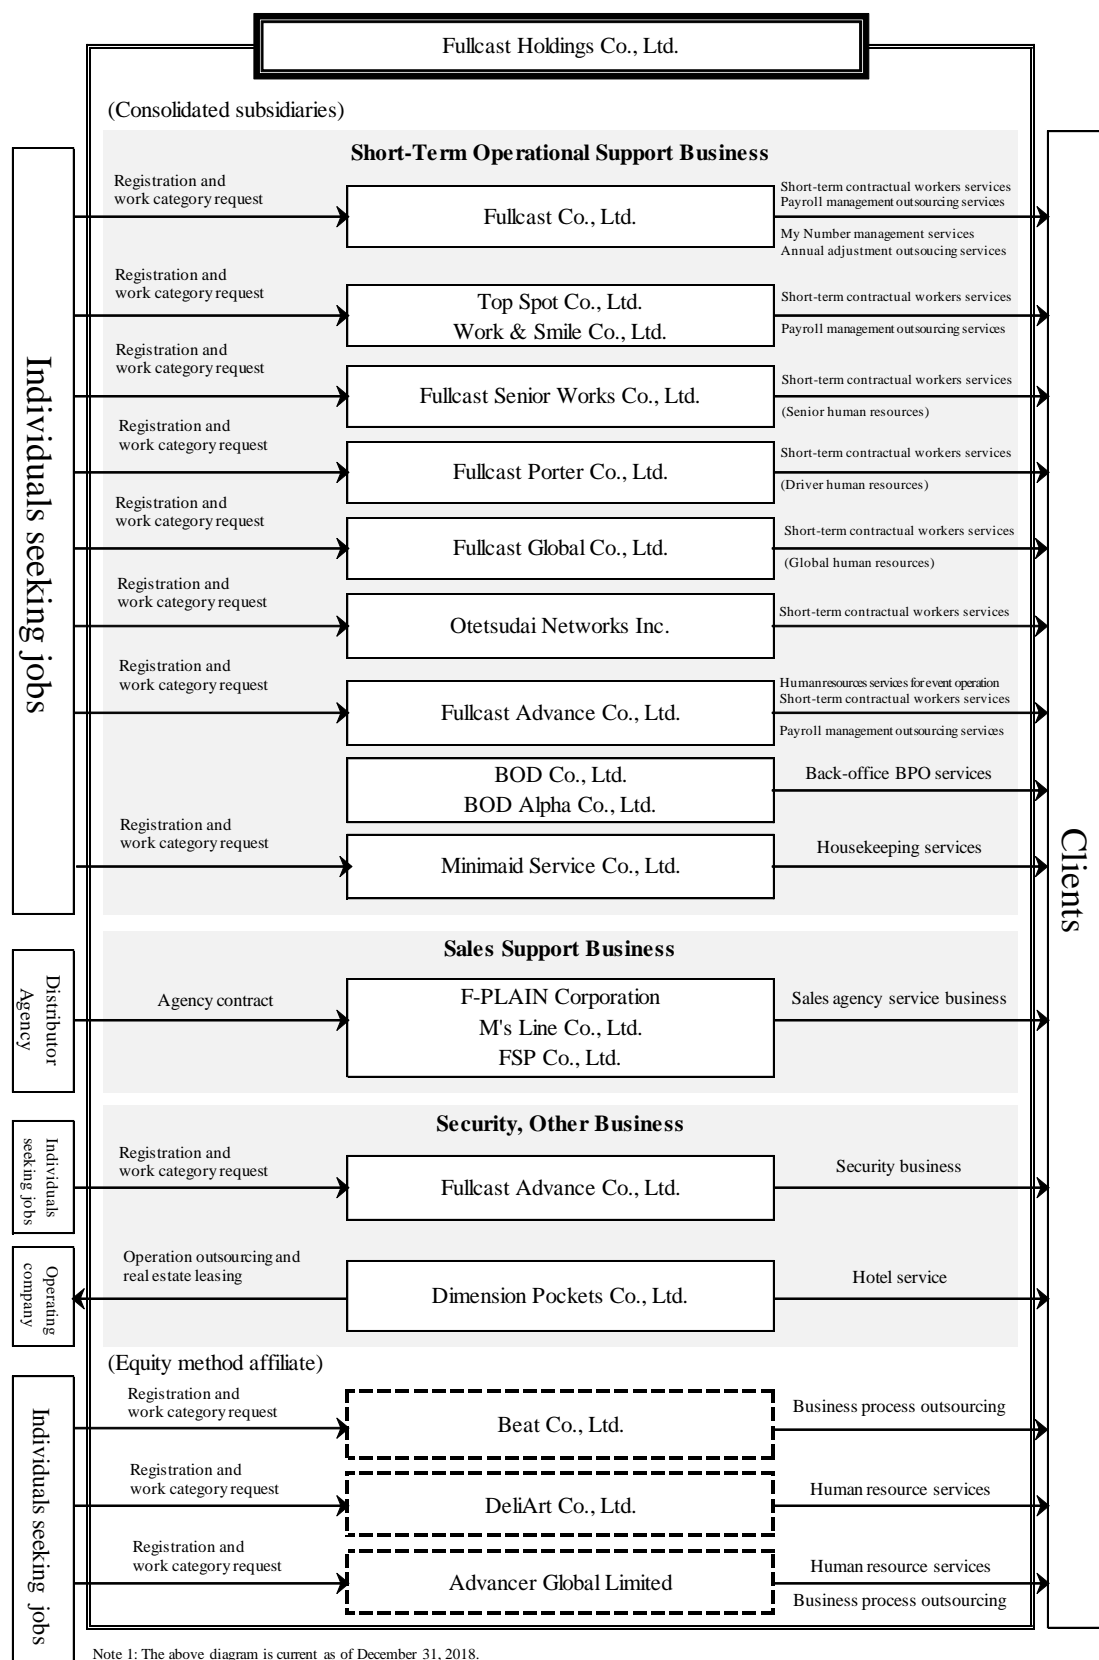 Fullcast Holdings Co., Ltd.
(Consolidated subsidiaries)
Short-Term Operational Support Business
Individuals seeking jobs
Clients
Registration and
work category request
Fullcast Co., Ltd.
Short-term contractual workers services
Payroll management outsourcing services
My Number management services
Annual adjustment outsoucing services
Registration and
work category request
Top Spot Co., Ltd.
Work & Smile Co., Ltd.
Short-term contractual workers services
Payroll management outsourcing services
Registration and
work category request
Fullcast Senior Works Co., Ltd.
Short-term contractual workers services
(Senior human resources)
Registration and
work category request
Fullcast Porter Co., Ltd.
Short-term contractual workers services
(Driver human resources)
Registration and
work category request
Fullcast Global Co., Ltd.
Short-term contractual workers services
(Global human resources)
Registration and
work category request
Otetsudai Networks Inc.
Short-term contractual workers services
Registration and
work category request
Fullcast Advance Co., Ltd.
Human resources services for event operation
Short-term contractual workers services
Payroll management outsourcing services
BOD Co., Ltd.
BOD Alpha Co., Ltd.
Back-office BPO services
Registration and
work category request
Minimaid Service Co., Ltd.
Housekeeping services
Sales Support Business
Distributor
Agency
Agency contract
F-PLAIN Corporation
M's Line Co., Ltd.
FSP Co., Ltd.
Sales agency service business
Security, Other Business
Individuals
seeking jobs
Registration and
work category request
Fullcast Advance Co., Ltd.
Security business
Operating
company
Operation outsourcing and
real estate leasing
Dimension Pockets Co., Ltd.
Hotel service
(Equity method affiliate)
Individuals seeking jobs
Registration and
work category request
Beat Co., Ltd.
Business process outsourcing
Registration and
work category request
DeliArt Co., Ltd.
Human resource services
Registration and
work category request
Advancer Global Limited
Human resource services
Business process outsourcing
Note 1: The above diagram is current as of December 31, 2018.